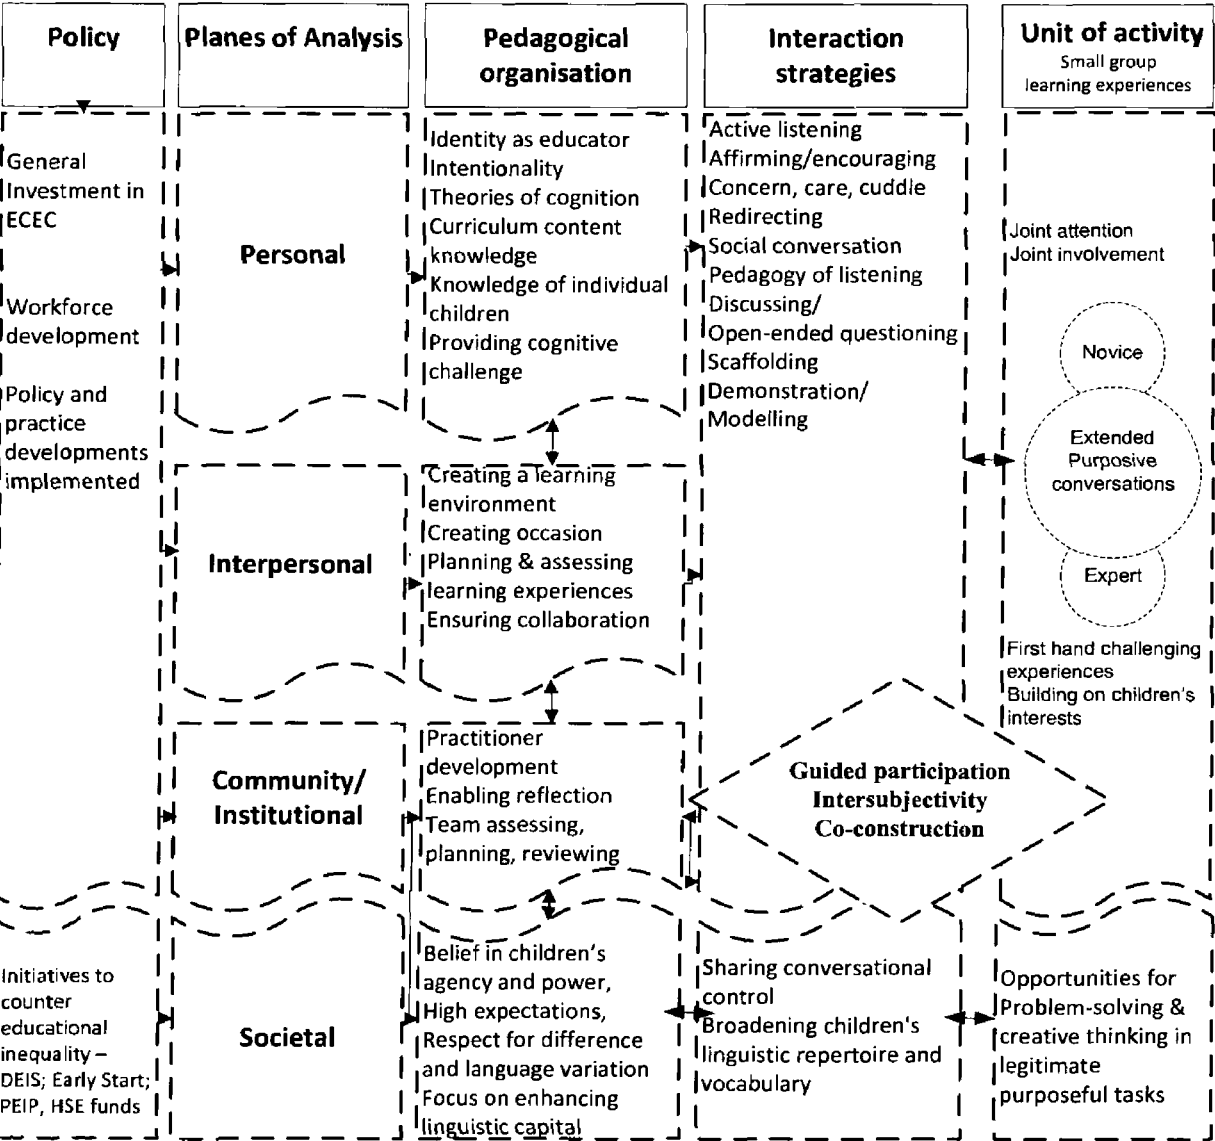 Policy
Planes of Analysis
Pedagogical
organisation
Interaction
strategies
Unit of activity
Small group
learning experiences
General
Investment in
ECEC
Workforce
development
Policy and
practice
developments
implemented
Personal
Identity as educator
Intentionality
Theories of cognition
Curriculum content
knowledge
Knowledge of individual
children
Providing cognitive
challenge
Active listening
Affirming/encouraging
Concern, care, cuddle
Redirecting
Social conversation
Pedagogy of listening
Discussing/
Open-ended questioning
Scaffolding
Demonstration/
Modelling
Joint attention
Joint involvement
Novice
Extended
Purposive
conversations
Expert
First hand challenging
experiences
Building on children's
interests
Interpersonal
Creating a learning
environment
Creating occasion
Planning & assessing
learning experiences
Ensuring collaboration
Community/
Institutional
Practitioner
development
Enabling reflection
Team assessing,
planning, reviewing
Guided participation
Intersubjectivity
Co-construction
Initiatives to
counter
educational
inequality –
DEIS; Early Start;
PEIP, HSE funds
Societal
Belief in children's
agency and power,
High expectations,
Respect for difference
and language variation
Focus on enhancing
linguistic capital
Sharing conversational
control
Broadening children's
linguistic repertoire and
vocabulary
Opportunities for
Problem-solving &
creative thinking in
legitimate
purposeful tasks